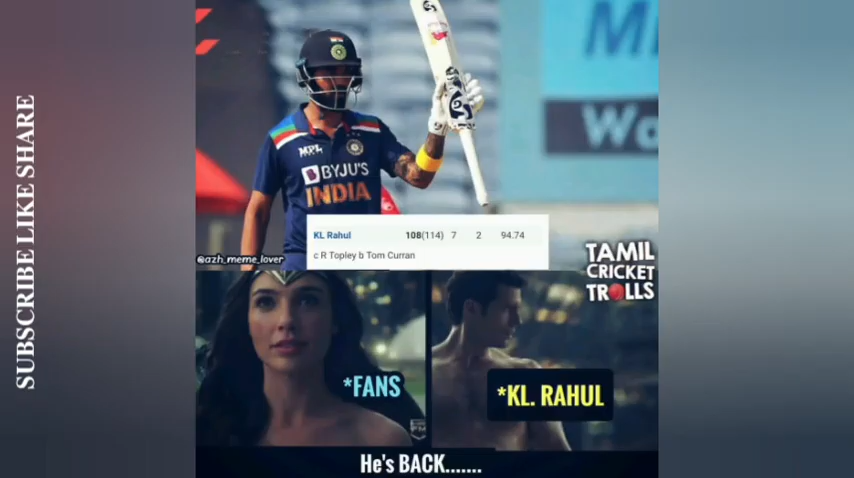 SUBSCRIBE LIKE SHARE
MPL
BYJU'S
INDIA
KL Rahul 108(114) 7 2 94.74
c R Topley b Tom Curran
@azh_meme_lover
TAMIL
CRICKET
TROLLS
*FANS
*KL. RAHUL
He's BACK.......